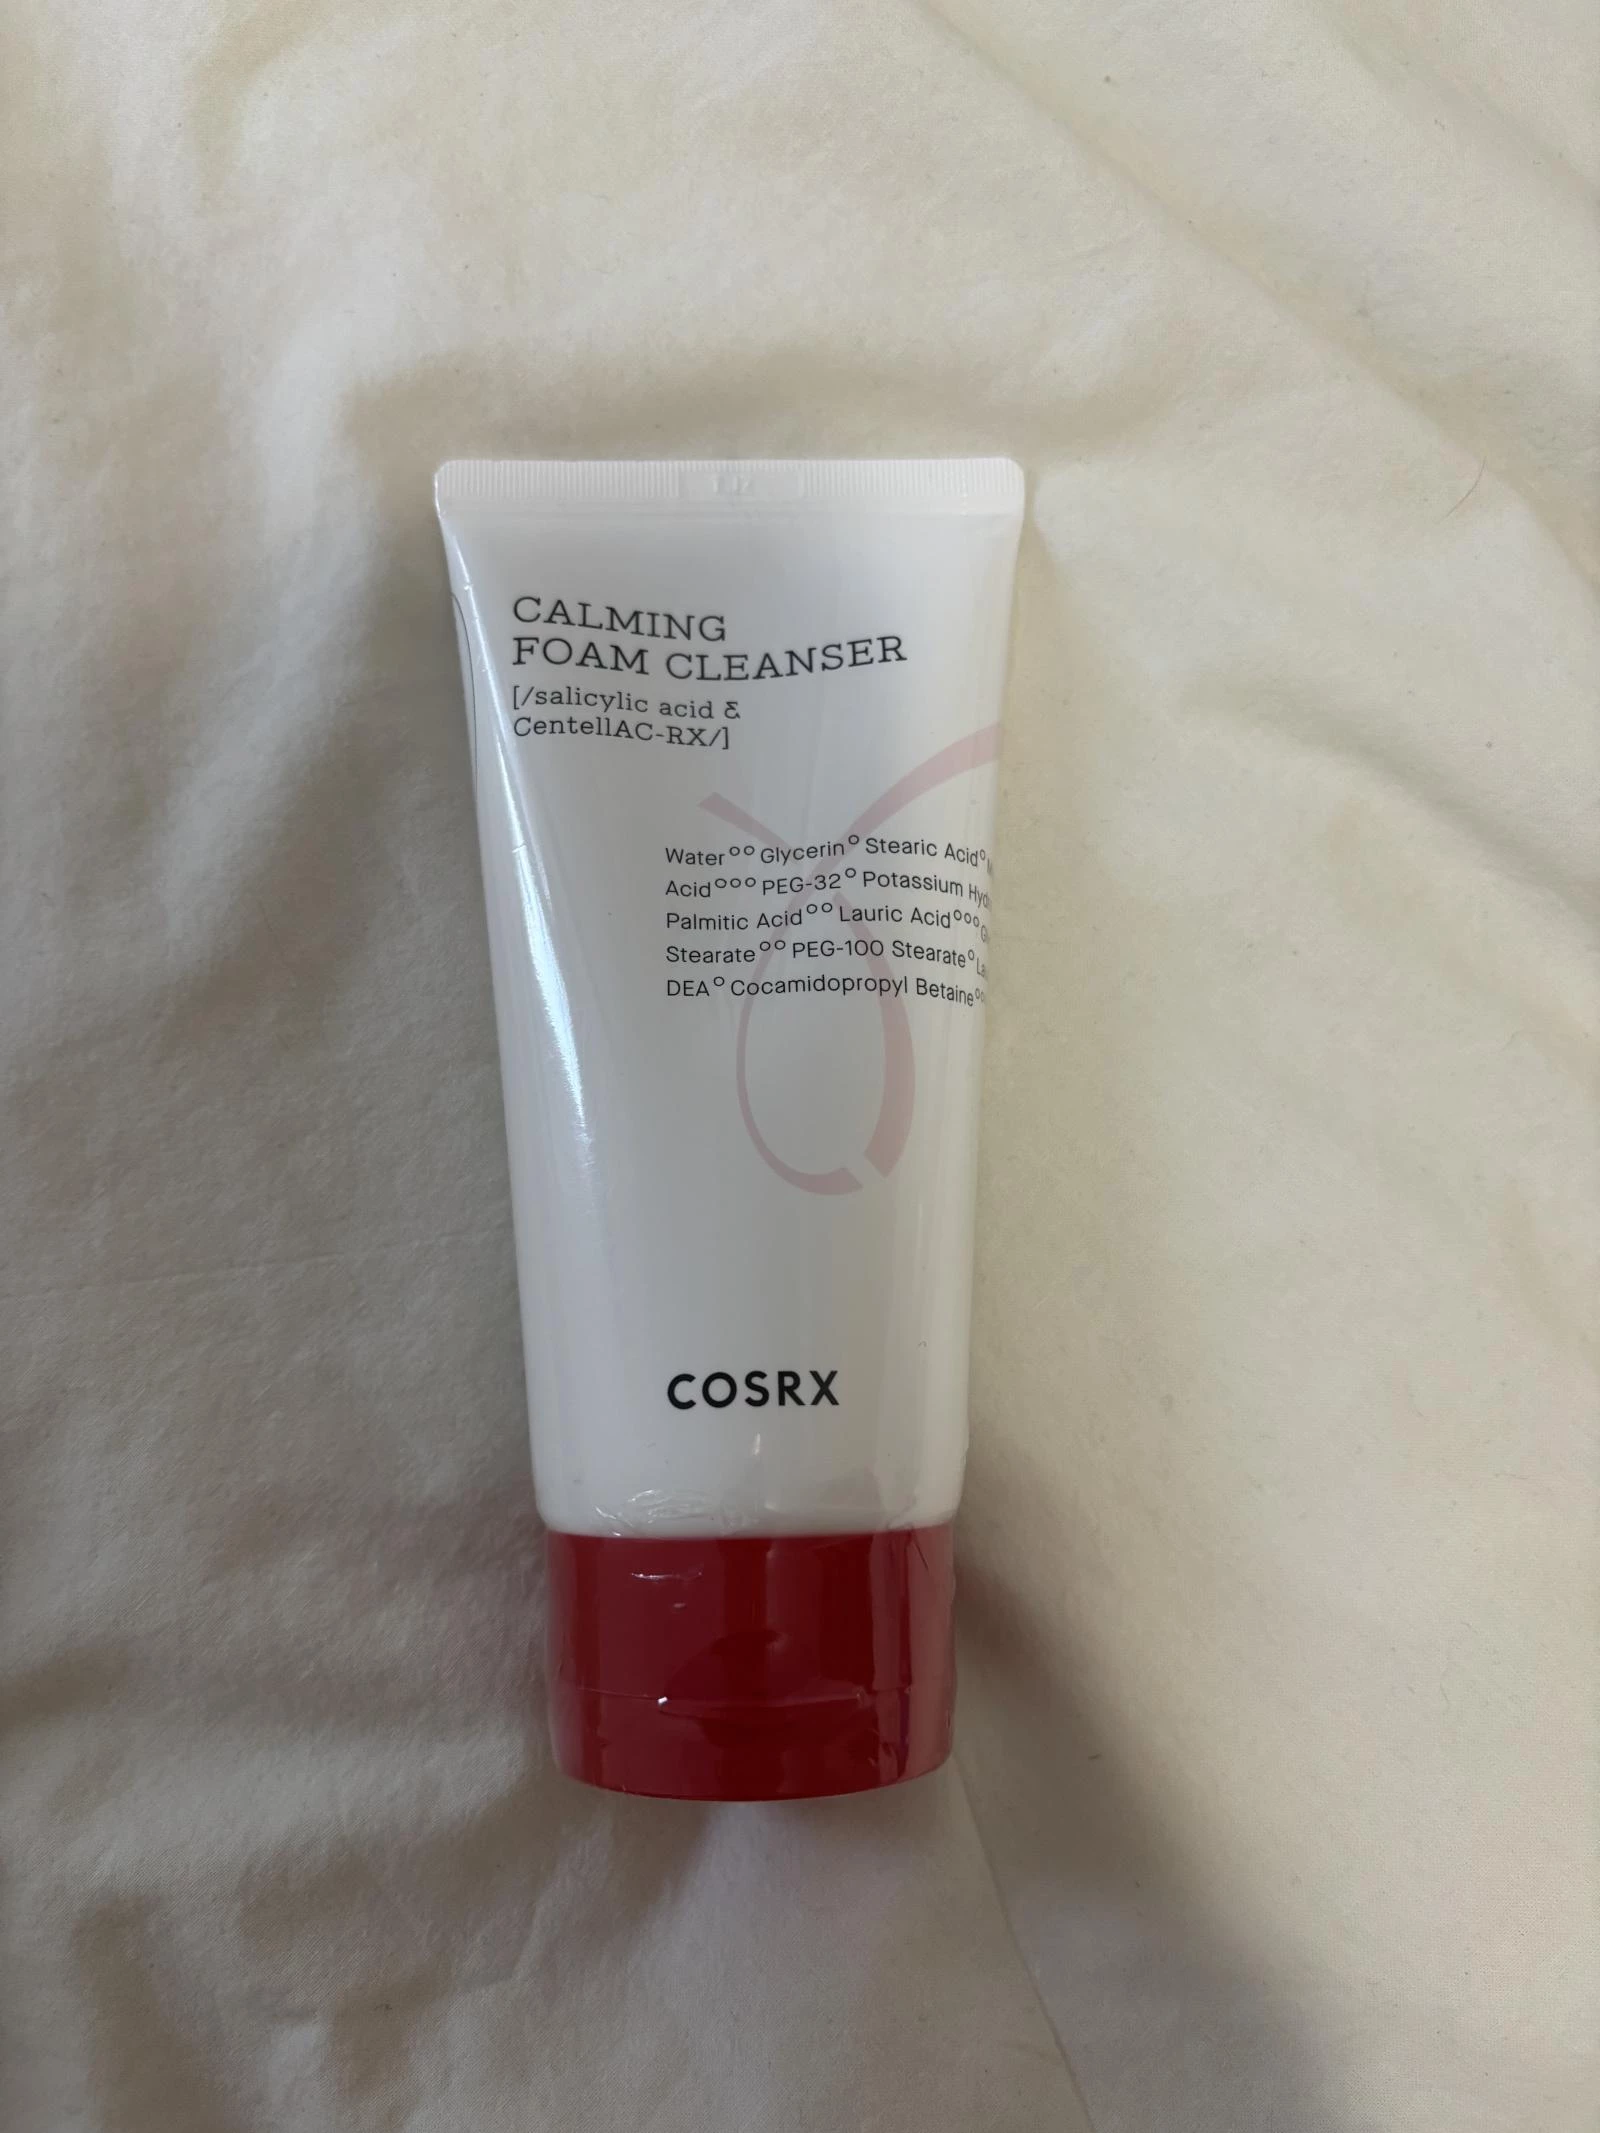 CALMING
FOAM CLEANSER
[/salicylic acid &
CentellAC-RX/]
Water°° Glycerin° Stearic Acid°
Acid°°° PEG-32° Potassium
Palmitic Acid°° Lauric Acid°°°
Stearate°° PEG-100 Stearate°
DEA° Cocamidopropyl Betaine°°
COSRX